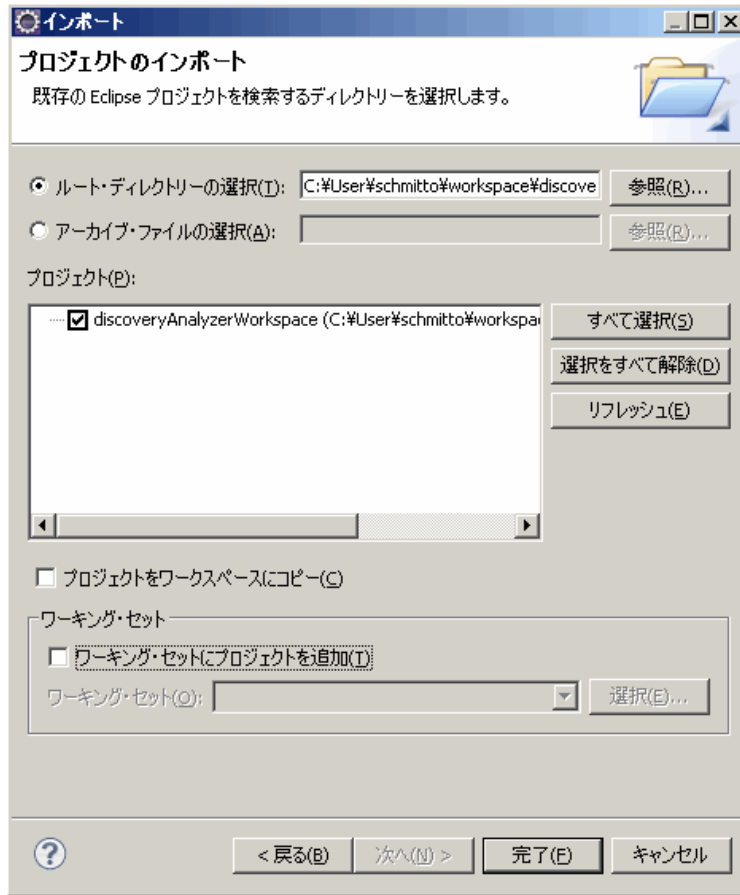 インポート
プロジェクトのインポート
既存の Eclipse プロジェクトを検索するディレクトリーを選択します。
ルート・ディレクトリーの選択(T): C:¥User¥schmitto¥workspace¥discove 参照(R)...
アーカイブ・ファイルの選択(A): 参照(R)...
プロジェクト(P):
discoveryAnalyzerWorkspace (C:¥User¥schmitto¥workspa すべて選択(S)
選択をすべて解除(D)
リフレッシュ(E)
プロジェクトをワークスペースにコピー(C)
ワーキング・セット
ワーキング・セットにプロジェクトを追加(T)
ワーキング・セット(O): 選択(E)...
? < 戻る(B) 次へ(N) > 完了(F) キャンセル